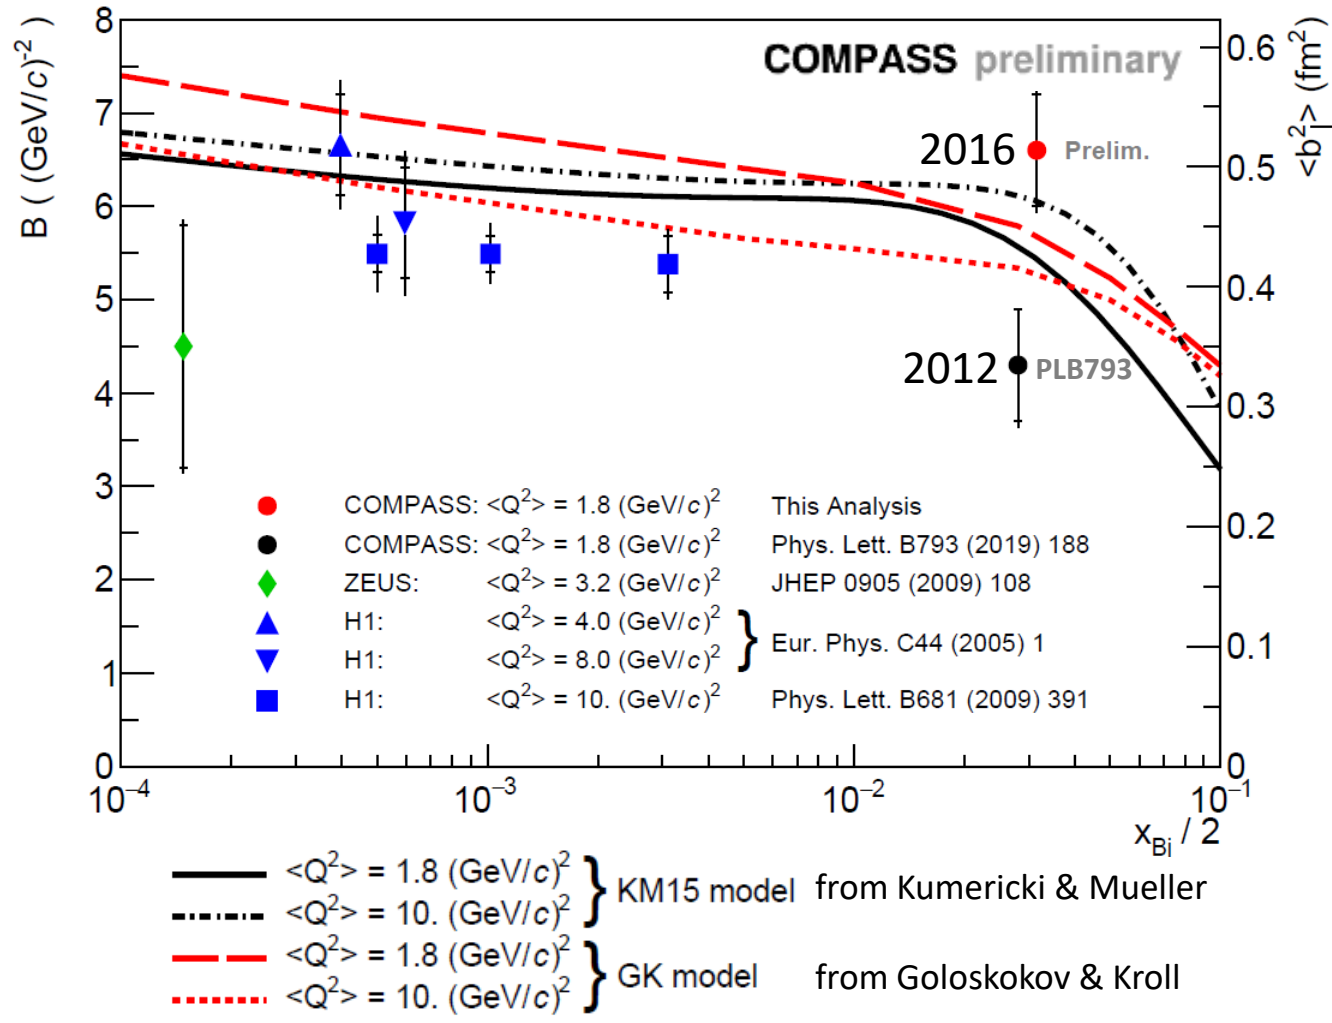 COMPASS preliminary
B ( (GeV/c)⁻²)
<b²⊥> (fm²)
8
7
6
5
4
3
2
1
0
0.6
0.5
0.4
0.3
0.2
0.1
0
2016 Prelim.
2012 PLB793
COMPASS: <Q²> = 1.8 (GeV/c)² This Analysis
COMPASS: <Q²> = 1.8 (GeV/c)² Phys. Lett. B793 (2019) 188
ZEUS: <Q²> = 3.2 (GeV/c)² JHEP 0905 (2009) 108
H1: <Q²> = 4.0 (GeV/c)²
H1: <Q²> = 8.0 (GeV/c)²
} Eur. Phys. C44 (2005) 1
H1: <Q²> = 10. (GeV/c)² Phys. Lett. B681 (2009) 391
10⁻⁴ 10⁻³ 10⁻² 10⁻¹
x_Bj / 2
<Q²> = 1.8 (GeV/c)²
<Q²> = 10. (GeV/c)²
} KM15 model from Kumericki & Mueller
<Q²> = 1.8 (GeV/c)²
<Q²> = 10. (GeV/c)²
} GK model from Goloskokov & Kroll